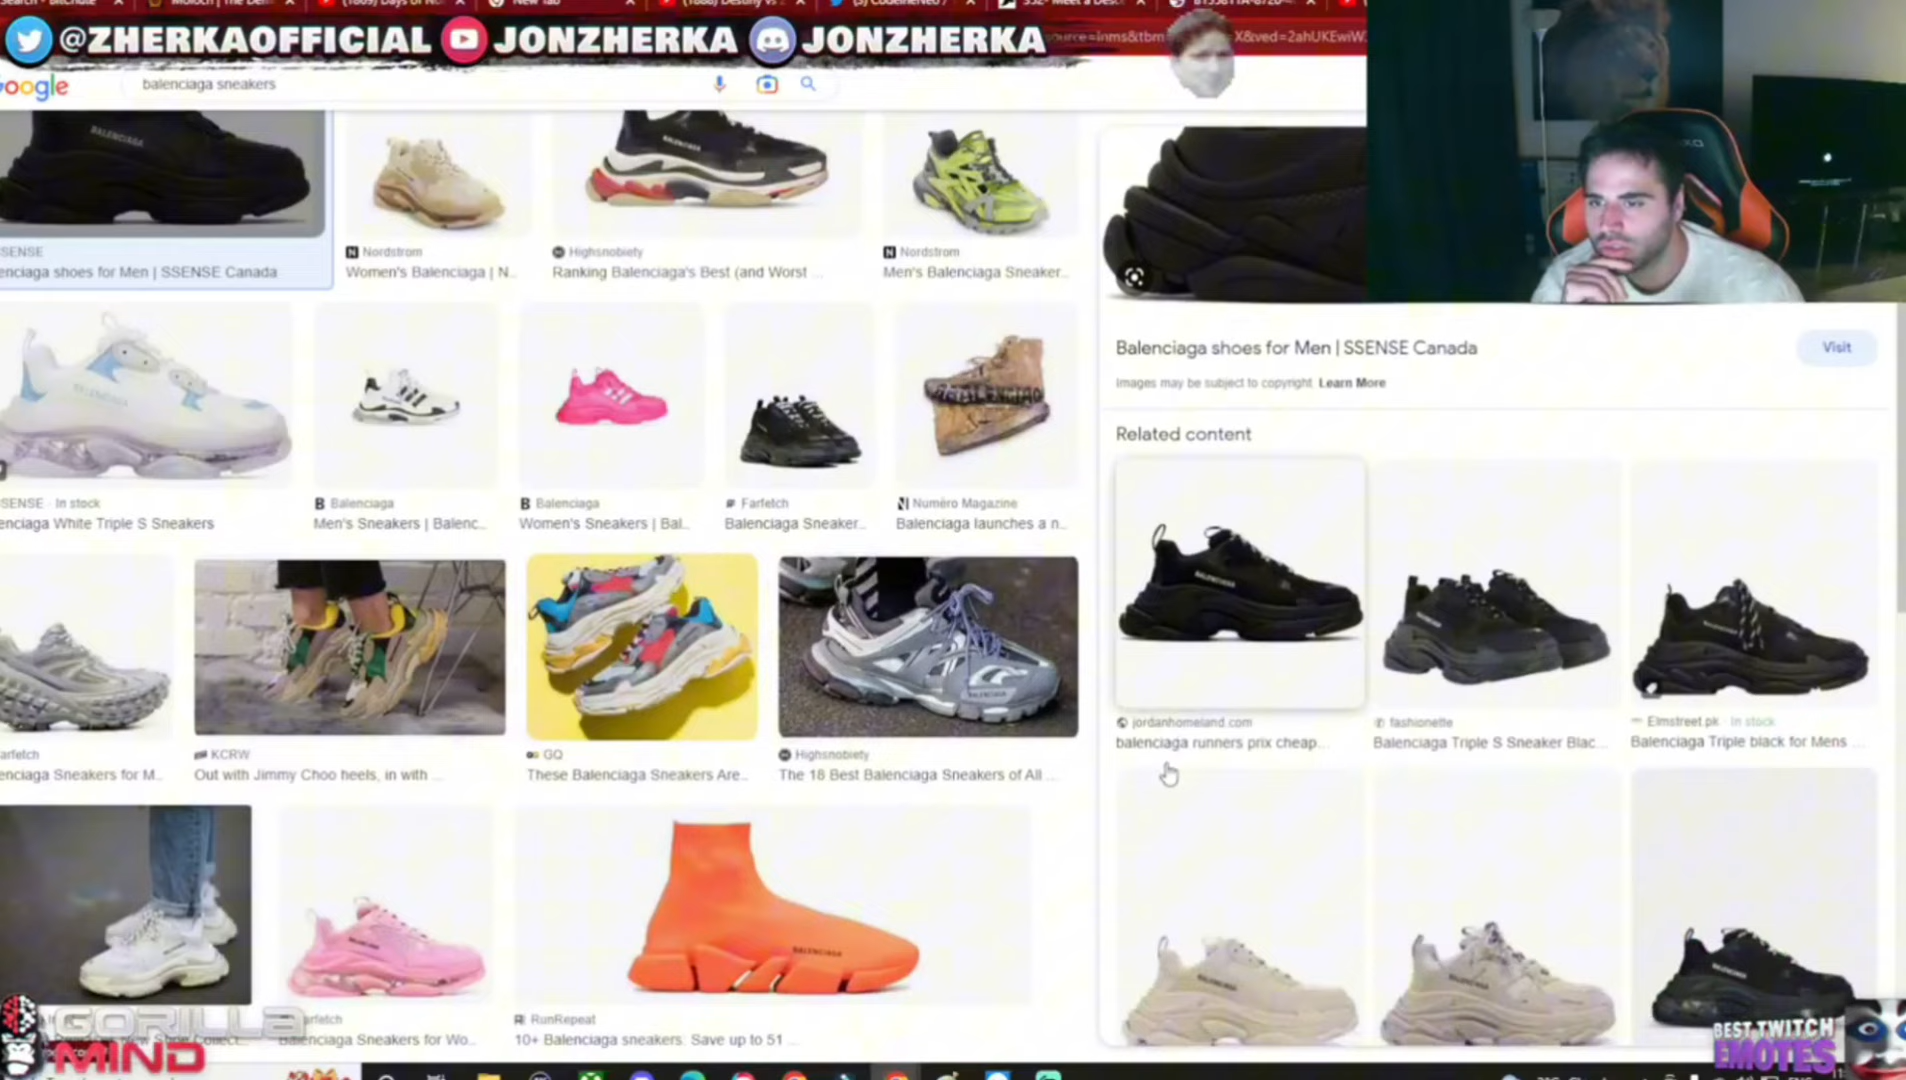 @ZHERKAOFFICIAL JONZHERKA JONZHERKA
balenciaga sneakers
BALENCIAGA
Nordstrom
Women's Balenciaga | N...
Highsnobiety
Ranking Balenciaga's Best (and Worst ...
Nordstrom
Men's Balenciaga Sneaker...
SSENSE
enciaga shoes for Men | SSENSE Canada
Balenciaga shoes for Men | SSENSE Canada
Visit
Images may be subject to copyright. Learn More
Related content
SENSE · In stock
enciaga White Triple S Sneakers
Balenciaga
Men's Sneakers | Balenc...
Balenciaga
Women's Sneakers | Bal...
Farfetch
Balenciaga Sneaker...
Numéro Magazine
Balenciaga launches a n...
arfetch
enciaga Sneakers for M...
KCRW
Out with Jimmy Choo heels, in with ...
GQ
These Balenciaga Sneakers Are...
Highsnobiety
The 18 Best Balenciaga Sneakers of All ...
jordanhomeland.com
balenciaga runners prix cheap...
fashionette
Balenciaga Triple S Sneaker Blac...
Elmstreet.pk · In stock
Balenciaga Triple black for Mens ...
BALENCIAGA
arfetch
Balenciaga Sneakers for Wo...
RunRepeat
10+ Balenciaga sneakers. Save up to 51 ...
GORILLA
MIND
BEST TWITCH
EMOTES